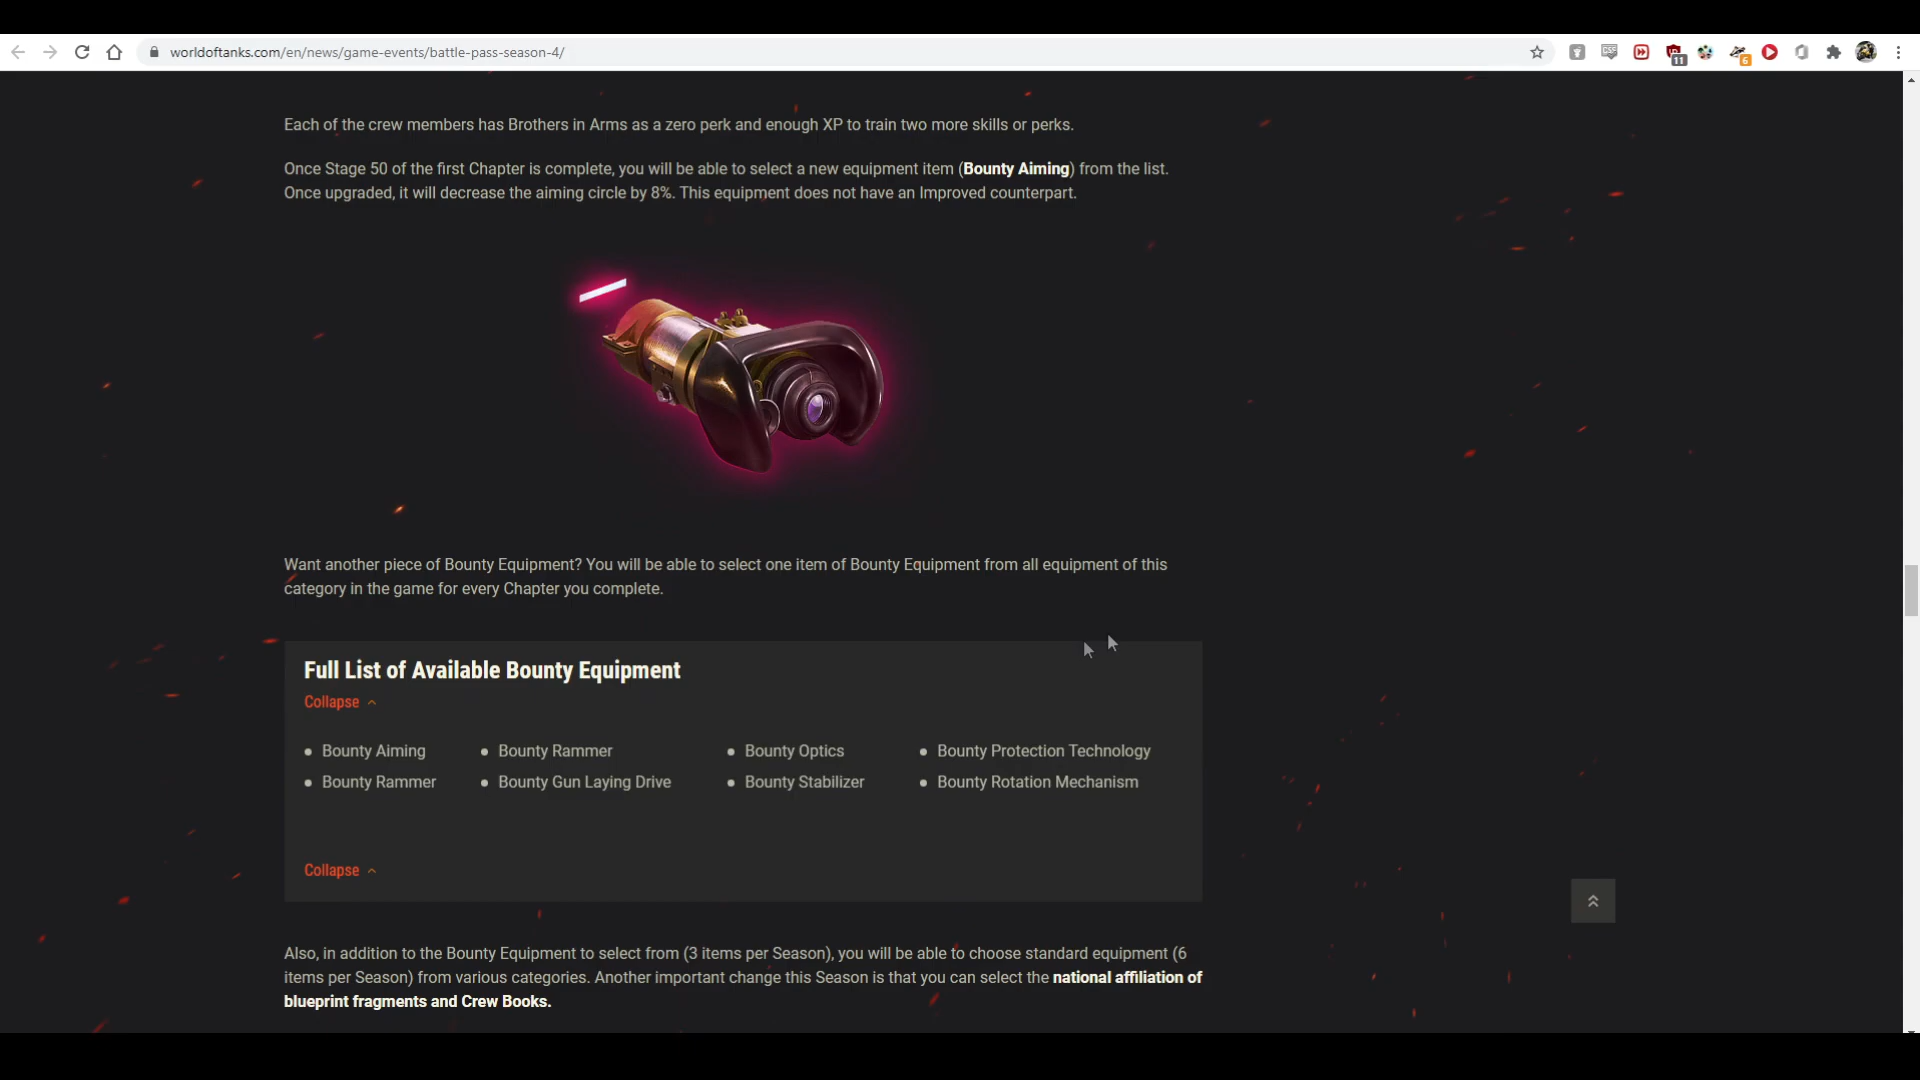 worldoftanks.com/en/news/game-events/battle-pass-season-4/
11
6
Each of the crew members has Brothers in Arms as a zero perk and enough XP to train two more skills or perks.
Once Stage 50 of the first Chapter is complete, you will be able to select a new equipment item (Bounty Aiming) from the list.
Once upgraded, it will decrease the aiming circle by 8%. This equipment does not have an Improved counterpart.
Want another piece of Bounty Equipment? You will be able to select one item of Bounty Equipment from all equipment of this
category in the game for every Chapter you complete.
Full List of Available Bounty Equipment
Collapse
Bounty Aiming Bounty Rammer Bounty Optics Bounty Protection Technology
Bounty Rammer Bounty Gun Laying Drive Bounty Stabilizer Bounty Rotation Mechanism
Collapse
Also, in addition to the Bounty Equipment to select from (3 items per Season), you will be able to choose standard equipment (6
items per Season) from various categories. Another important change this Season is that you can select the national affiliation of
blueprint fragments and Crew Books.